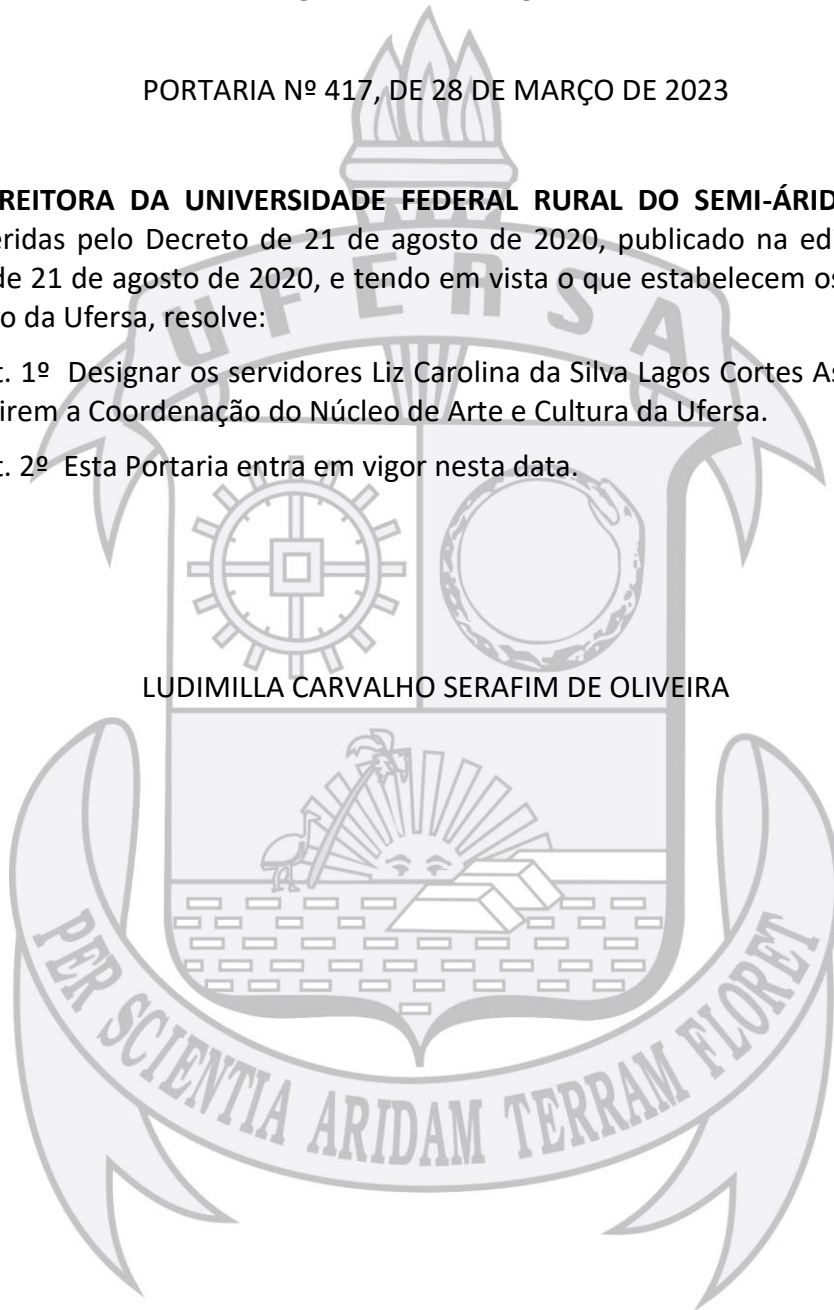 PORTARIA Nº 417, DE 28 DE MARÇO DE 2023
REITORA DA UNIVERSIDADE FEDERAL RURAL DO SEMI-ÁRID
eridas pelo Decreto de 21 de agosto de 2020, publicado na ed
de 21 de agosto de 2020, e tendo em vista o que estabelecem os
o da Ufersa, resolve:
t. 1º Designar os servidores Liz Carolina da Silva Lagos Cortes As
irem a Coordenação do Núcleo de Arte e Cultura da Ufersa.
t. 2º Esta Portaria entra em vigor nesta data.
LUDIMILLA CARVALHO SERAFIM DE OLIVEIRA
UFERSA
PER SCIENTIA ARIDAM TERRAM FLORET